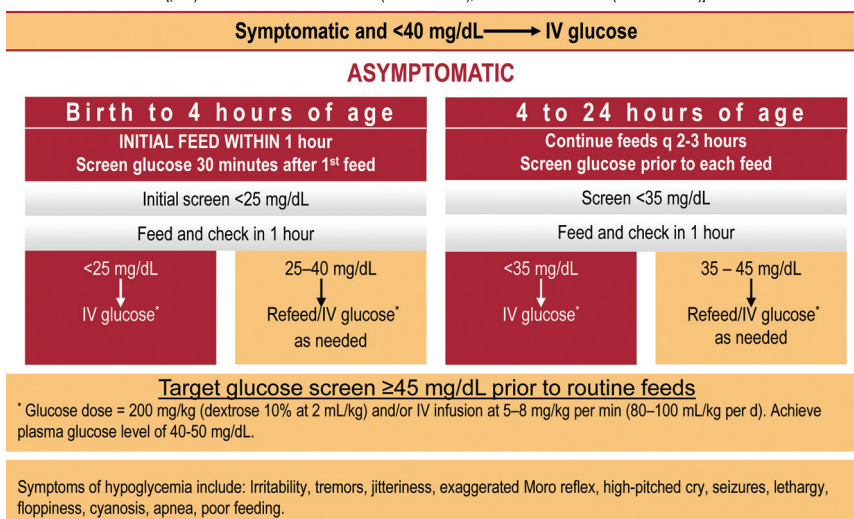 Symptomatic and <40 mg/dL → IV glucose
ASYMPTOMATIC
Birth to 4 hours of age
INITIAL FEED WITHIN 1 hour
Screen glucose 30 minutes after 1st feed
Initial screen <25 mg/dL
Feed and check in 1 hour
<25 mg/dL
IV glucose*
25–40 mg/dL
Refeed/IV glucose*
as needed
4 to 24 hours of age
Continue feeds q 2-3 hours
Screen glucose prior to each feed
Screen <35 mg/dL
Feed and check in 1 hour
<35 mg/dL
IV glucose*
35 – 45 mg/dL
Refeed/IV glucose*
as needed
Target glucose screen ≥45 mg/dL prior to routine feeds
* Glucose dose = 200 mg/kg (dextrose 10% at 2 mL/kg) and/or IV infusion at 5–8 mg/kg per min (80–100 mL/kg per d). Achieve
plasma glucose level of 40-50 mg/dL.
Symptoms of hypoglycemia include: Irritability, tremors, jitteriness, exaggerated Moro reflex, high-pitched cry, seizures, lethargy,
floppiness, cyanosis, apnea, poor feeding.